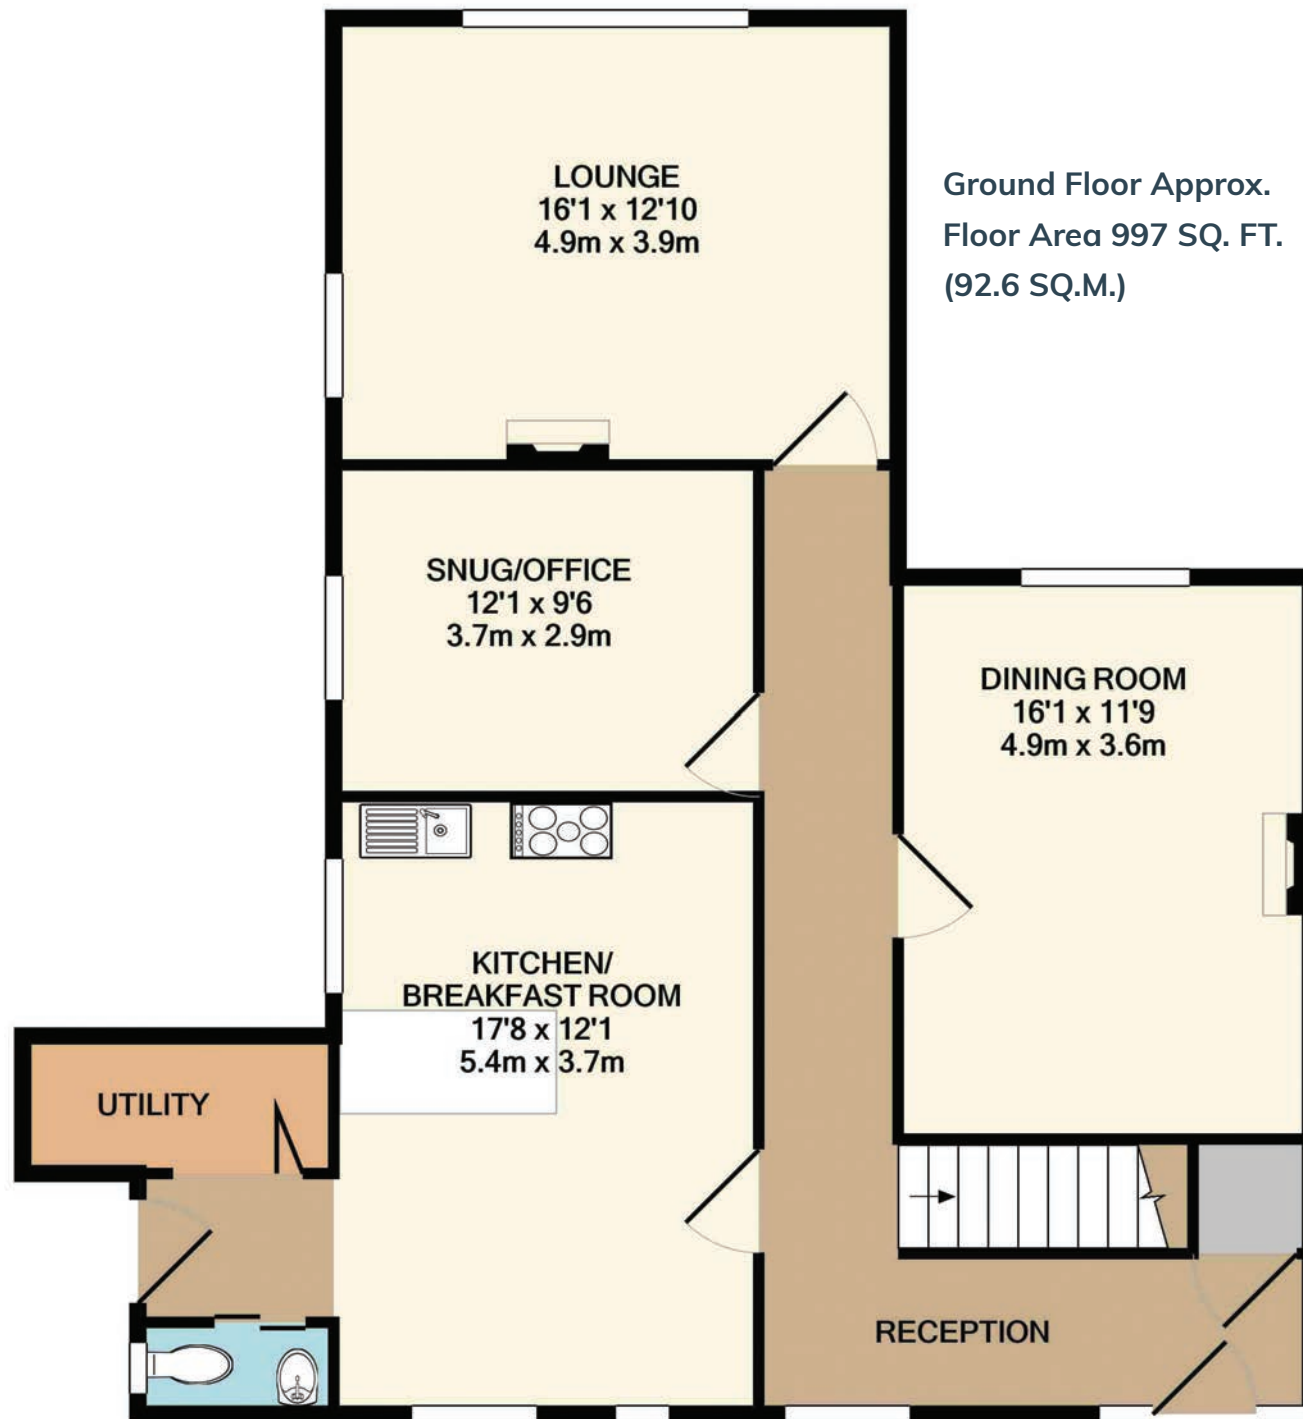 LOUNGE
16'1 x 12'10
4.9m x 3.9m
Ground Floor Approx.
Floor Area 997 SQ. FT.
(92.6 SQ.M.)
SNUG/OFFICE
12'1 x 9'6
3.7m x 2.9m
DINING ROOM
16'1 x 11'9
4.9m x 3.6m
KITCHEN/
BREAKFAST ROOM
17'8 x 12'1
5.4m x 3.7m
UTILITY
RECEPTION